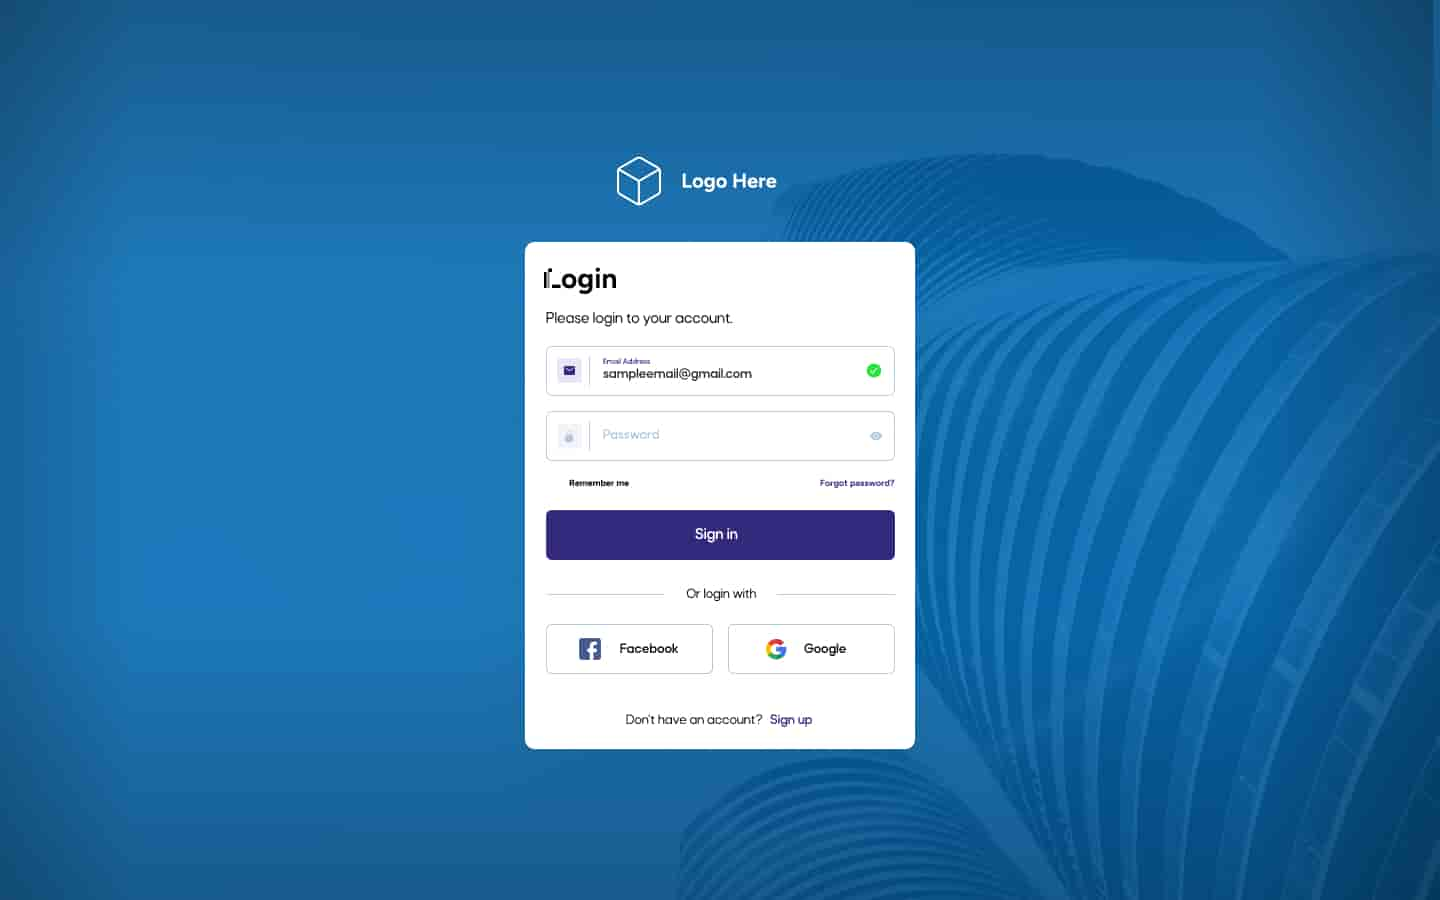 Logo Here
Login
Please login to your account.
Email Address
sampleemail@gmail.com
Password
Remember me
Forgot password?
Sign in
Or login with
Facebook
Google
Don't have an account? Sign up